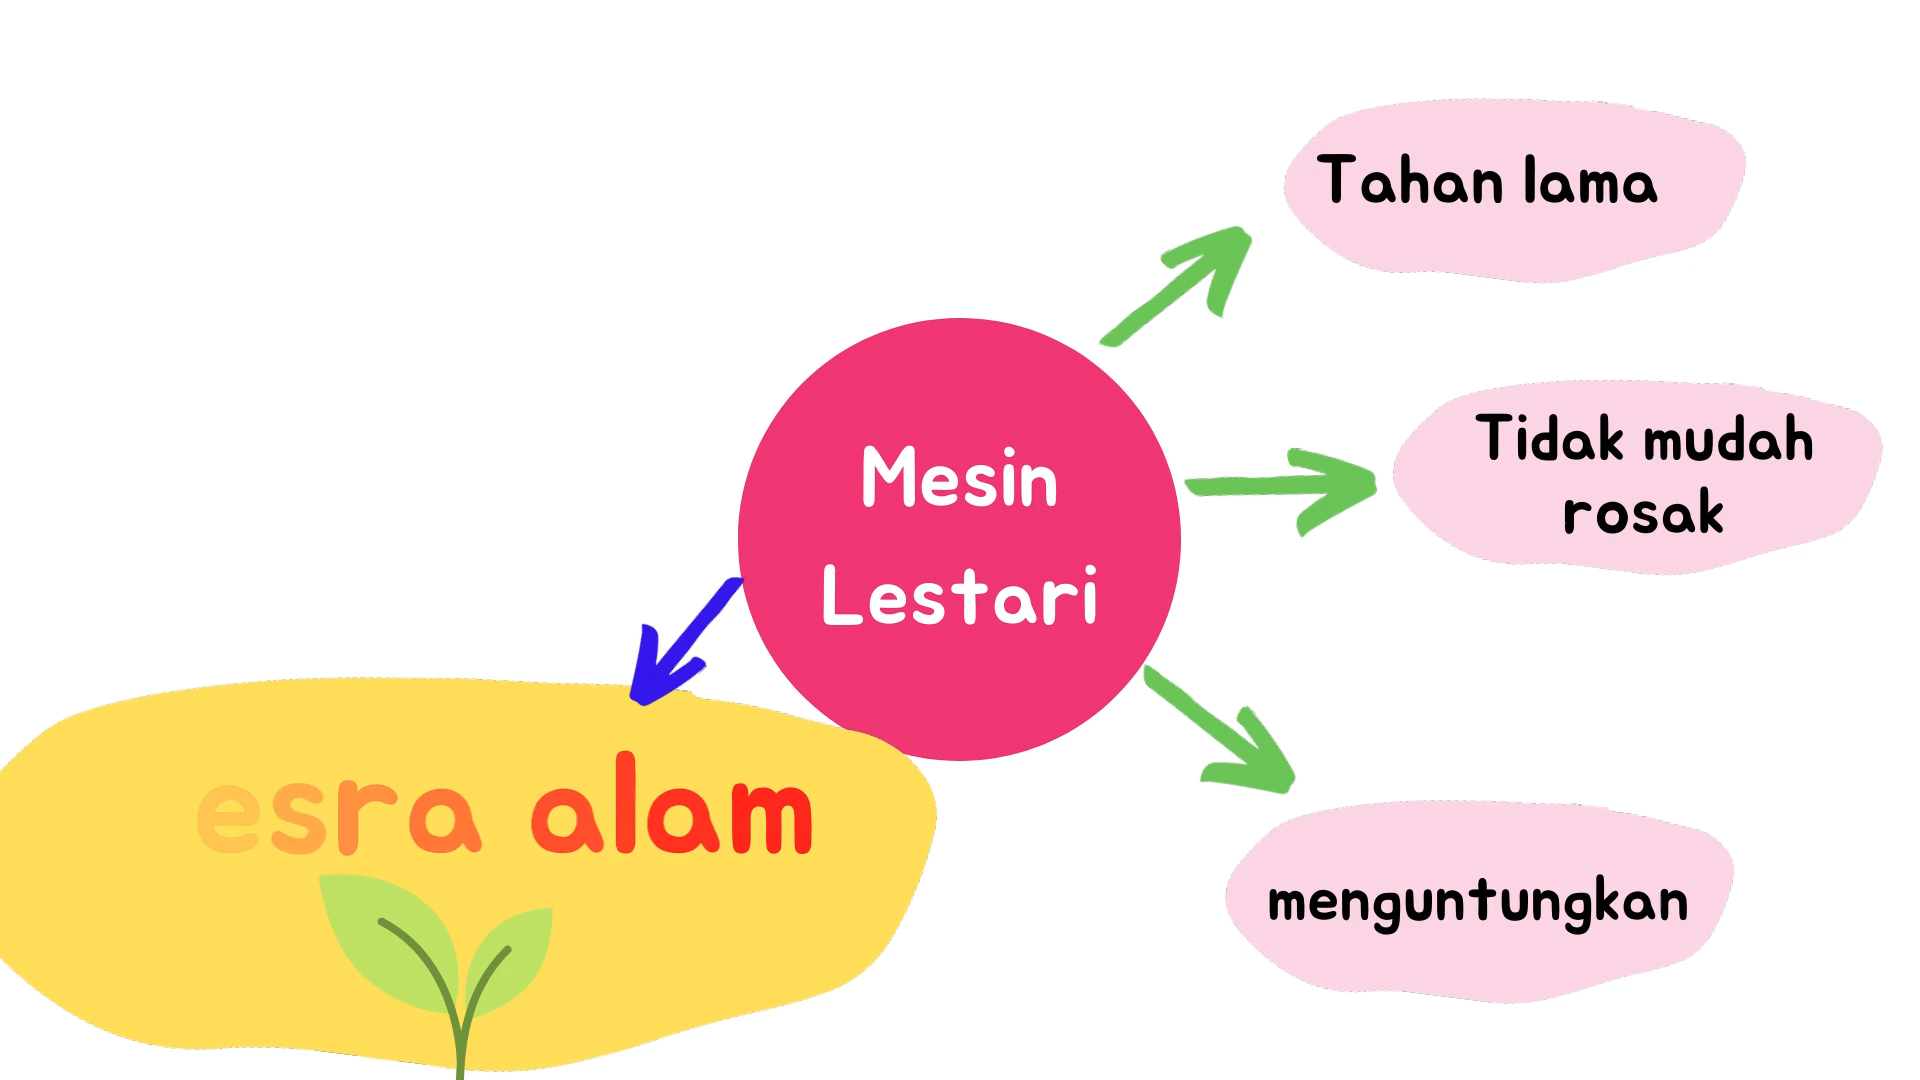 Tahan lama
Tidak mudah
rosak
Mesin
Lestari
esra alam
menguntungkan